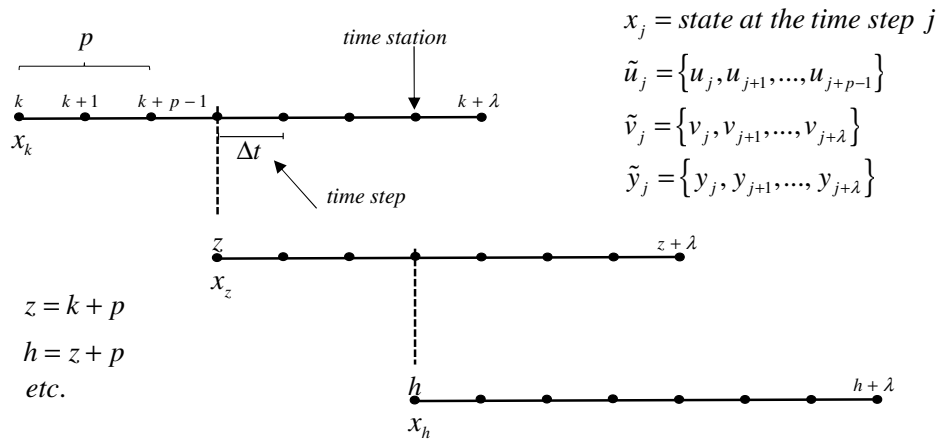 x_j = state at the time step j
p
time station
ũ_j = {u_j, u_{j+1}, ..., u_{j+p−1}}
k
k + 1
k + p − 1
k + λ
x_k
Δt
ṽ_j = {v_j, v_{j+1}, ..., v_{j+λ}}
ỹ_j = {y_j, y_{j+1}, ..., y_{j+λ}}
time step
z
z + λ
x_z
z = k + p
h = z + p
etc.
h
h + λ
x_h